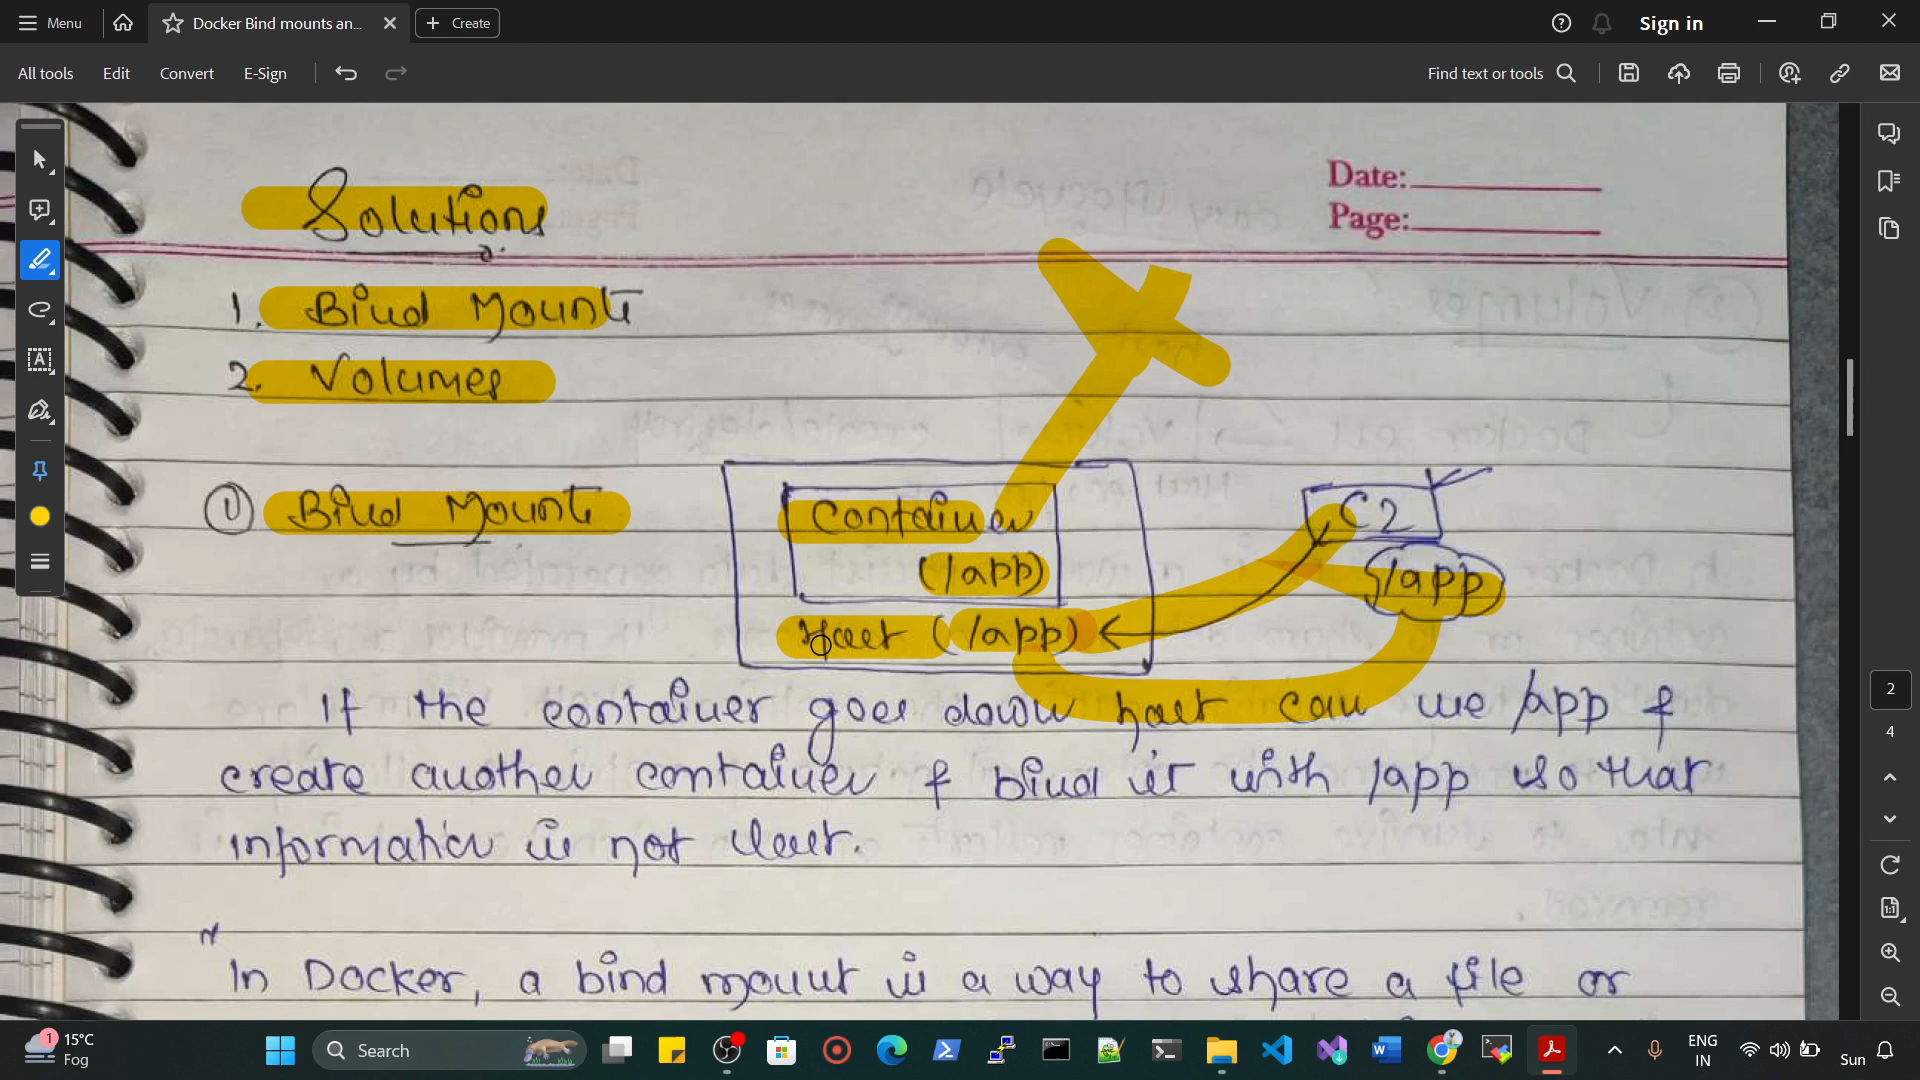 Menu
Docker Bind mounts an...
Create
Sign in
All tools
Edit
Convert
E-Sign
Find text or tools
Date:
Page:
Solutions
1. Bind Mounts
2. Volumes
① Bind Mounts
Container
(/app)
Host (/app)
C2
/app
If the container goes down host can use /app &
create another container & bind it with /app so that
information is not lost.
In Docker, a bind mount is a way to share a file or
2
4
1
15°C
Fog
Search
ENG
IN
Sun